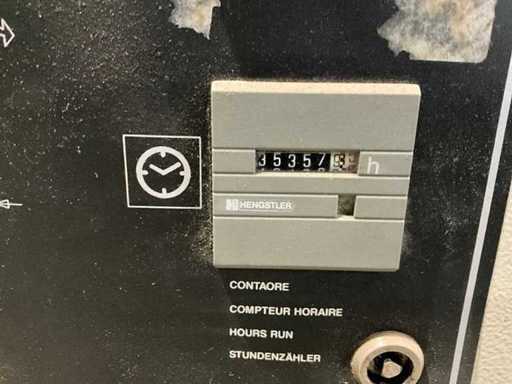 35357 h
HENGSTLER
CONTAORE
COMPTEUR HORAIRE
HOURS RUN
STUNDENZÄHLER